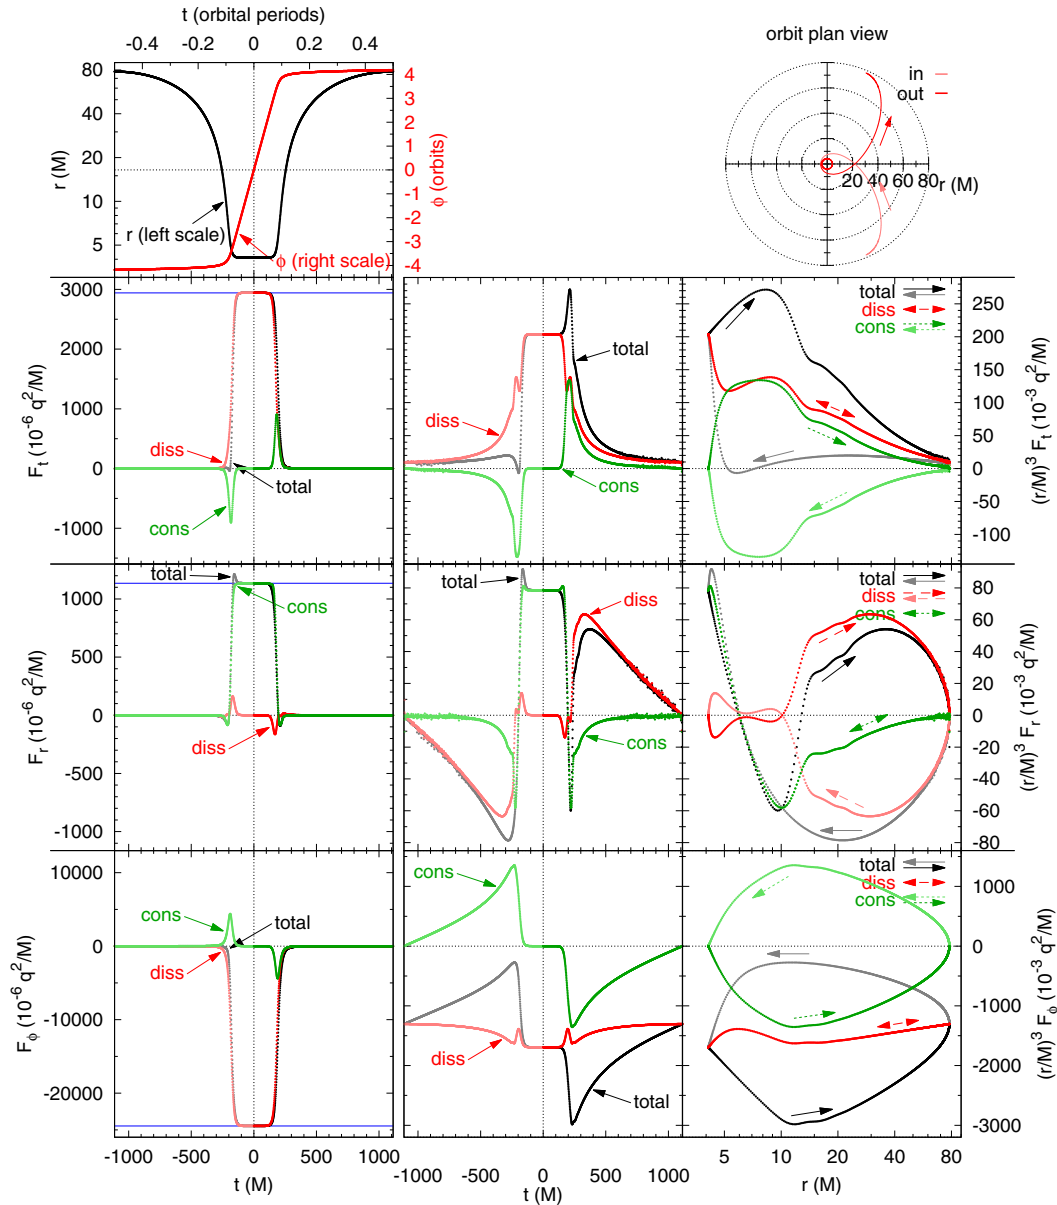 t (orbital periods)
-0.4 -0.2 0 0.2 0.4
orbit plan view
80
40
20
10
5
r (M)
4
3
2
1
0
-1
-2
-3
-4
ϕ (orbits)
r (left scale)
ϕ (right scale)
in
out
20 40 60 80
r (M)
3000
2000
1000
0
-1000
F_t (10^-6 q^2/M)
diss
total
cons
total
diss
cons
total
diss
cons
250
200
150
100
50
0
-50
-100
(r/M)^3 F_t (10^-3 q^2/M)
1000
500
0
-500
-1000
F_r (10^-6 q^2/M)
total
cons
diss
total
diss
cons
total
diss
cons
80
60
40
20
0
-20
-40
-60
-80
(r/M)^3 F_r (10^-3 q^2/M)
0
-10000
-20000
F_ϕ (10^-6 q^2/M)
cons
total
diss
cons
diss
total
total
diss
cons
1000
0
-1000
-2000
-3000
(r/M)^3 F_ϕ (10^-3 q^2/M)
-1000 -500 0 500 1000
t (M)
-1000 -500 0 500 1000
t (M)
5 10 20 40 80
r (M)